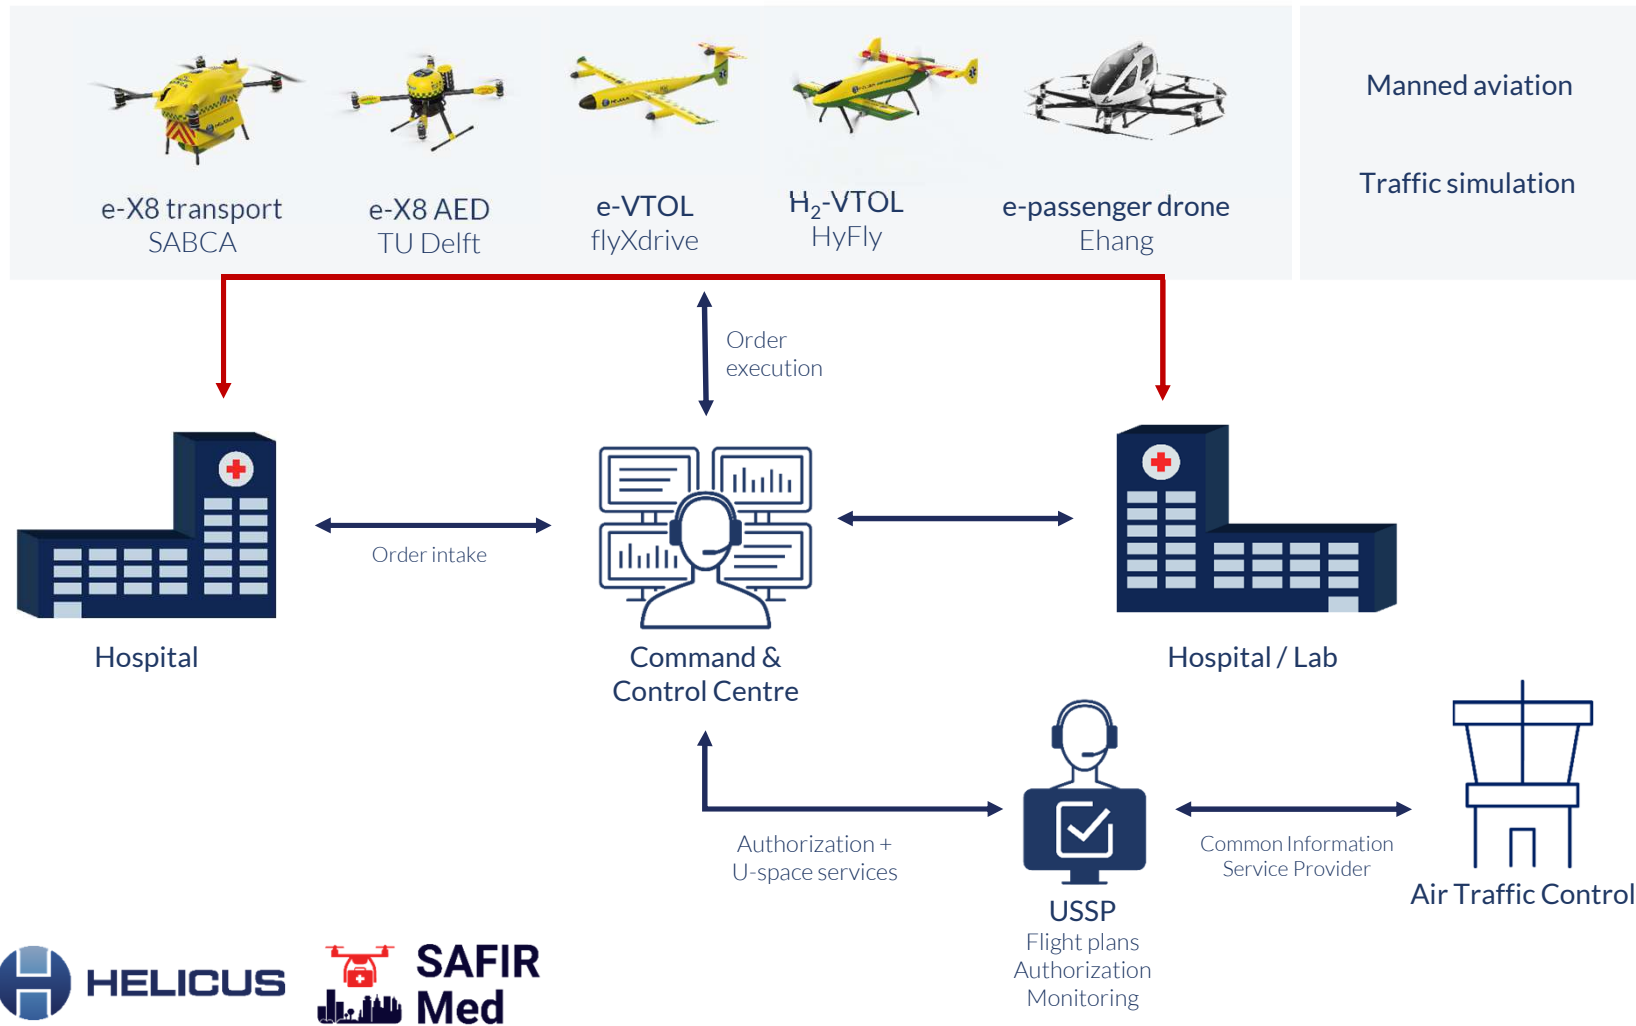 e-X8 transport
SABCA
e-X8 AED
TU Delft
e-VTOL
flyXdrive
H₂-VTOL
HyFly
e-passenger drone
Ehang
Manned aviation
Traffic simulation
Order
execution
Order intake
Hospital
Command &
Control Centre
Hospital / Lab
Authorization +
U-space services
Common Information
Service Provider
USSP
Flight plans
Authorization
Monitoring
Air Traffic Control
HELICUS
SAFIR
Med